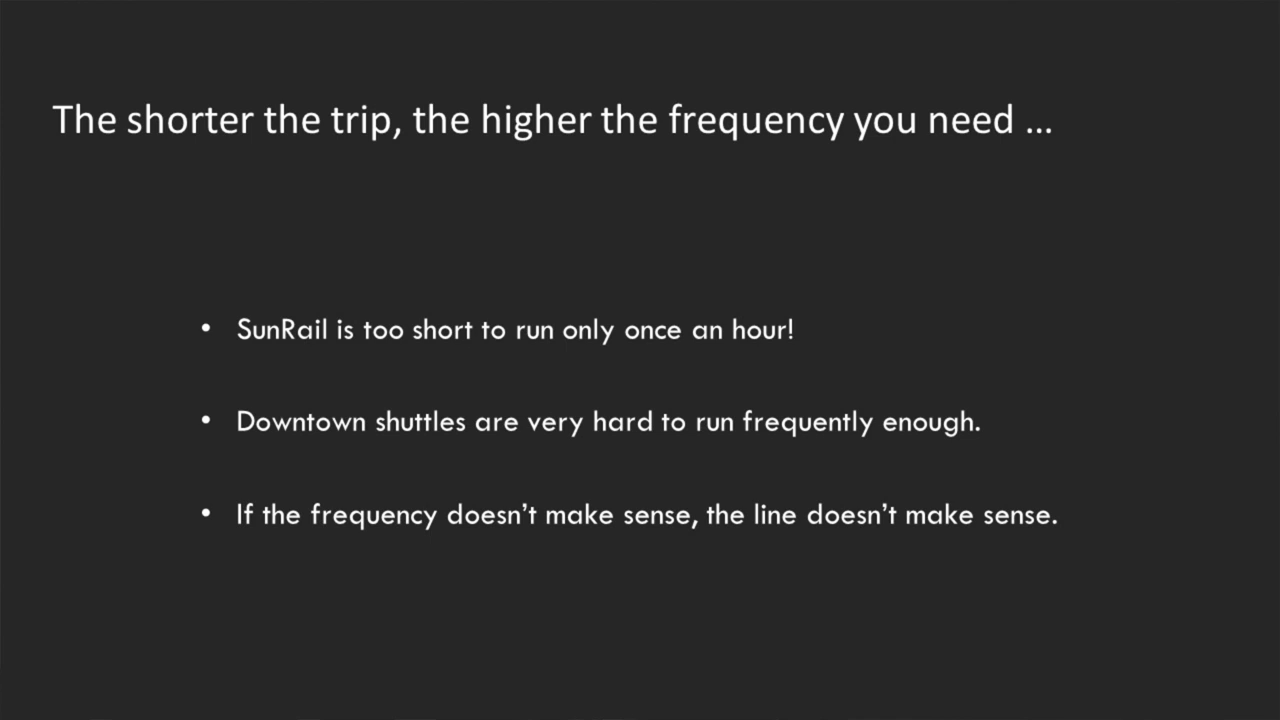 The shorter the trip, the higher the frequency you need ...
• SunRail is too short to run only once an hour!
• Downtown shuttles are very hard to run frequently enough.
• If the frequency doesn’t make sense, the line doesn’t make sense.